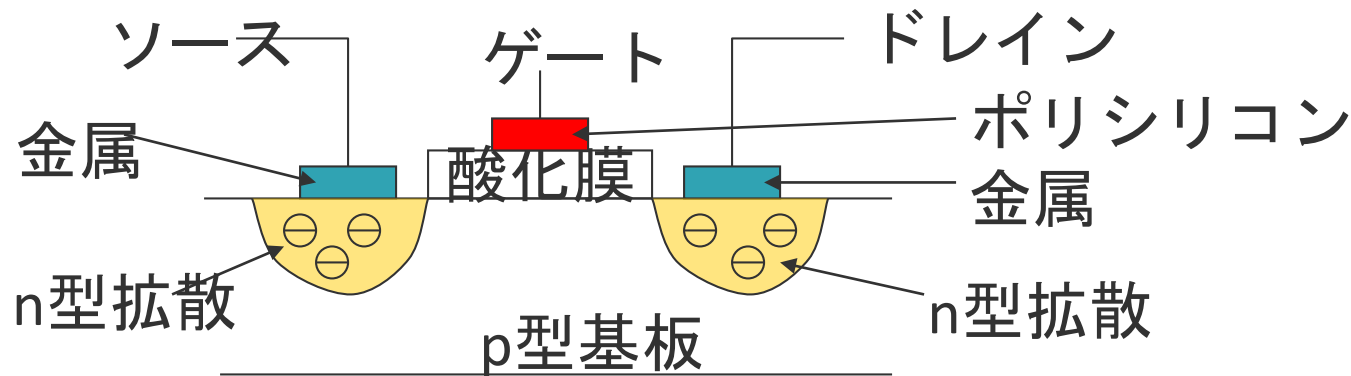 ソース
ゲート
ドレイン
金属
ポリシリコン
酸化膜
金属
n型拡散
n型拡散
p型基板